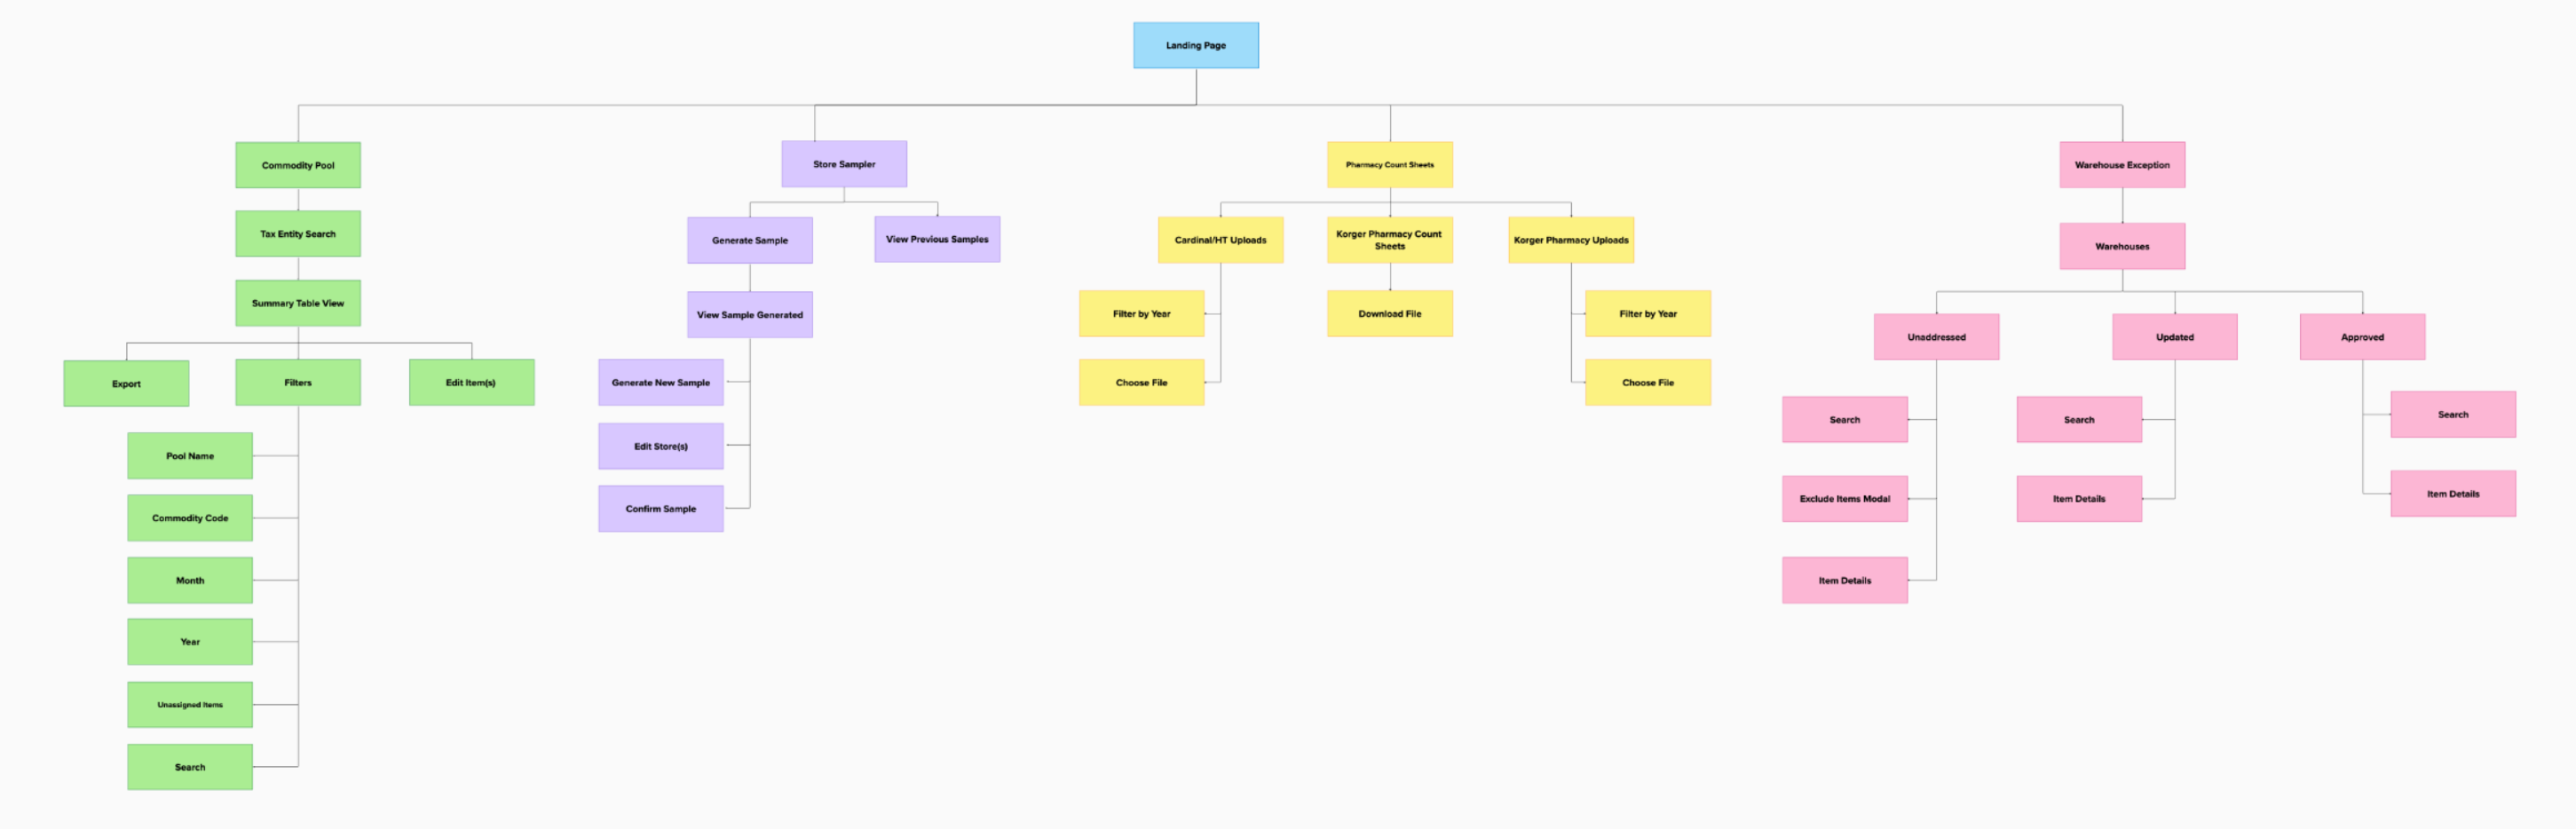 Landing Page
Commodity Pool
Store Sampler
Pharmacy Count Sheets
Warehouse Exception
Tax Entity Search
Generate Sample
View Previous Samples
Cardinal/HT Uploads
Korger Pharmacy Count
Sheets
Korger Pharmacy Uploads
Warehouses
Summary Table View
View Sample Generated
Filter by Year
Download File
Filter by Year
Unaddressed
Updated
Approved
Export
Filters
Edit Item(s)
Generate New Sample
Choose File
Choose File
Search
Search
Search
Pool Name
Edit Store(s)
Commodity Code
Confirm Sample
Exclude Items Modal
Item Details
Item Details
Month
Item Details
Year
Unassigned Items
Search